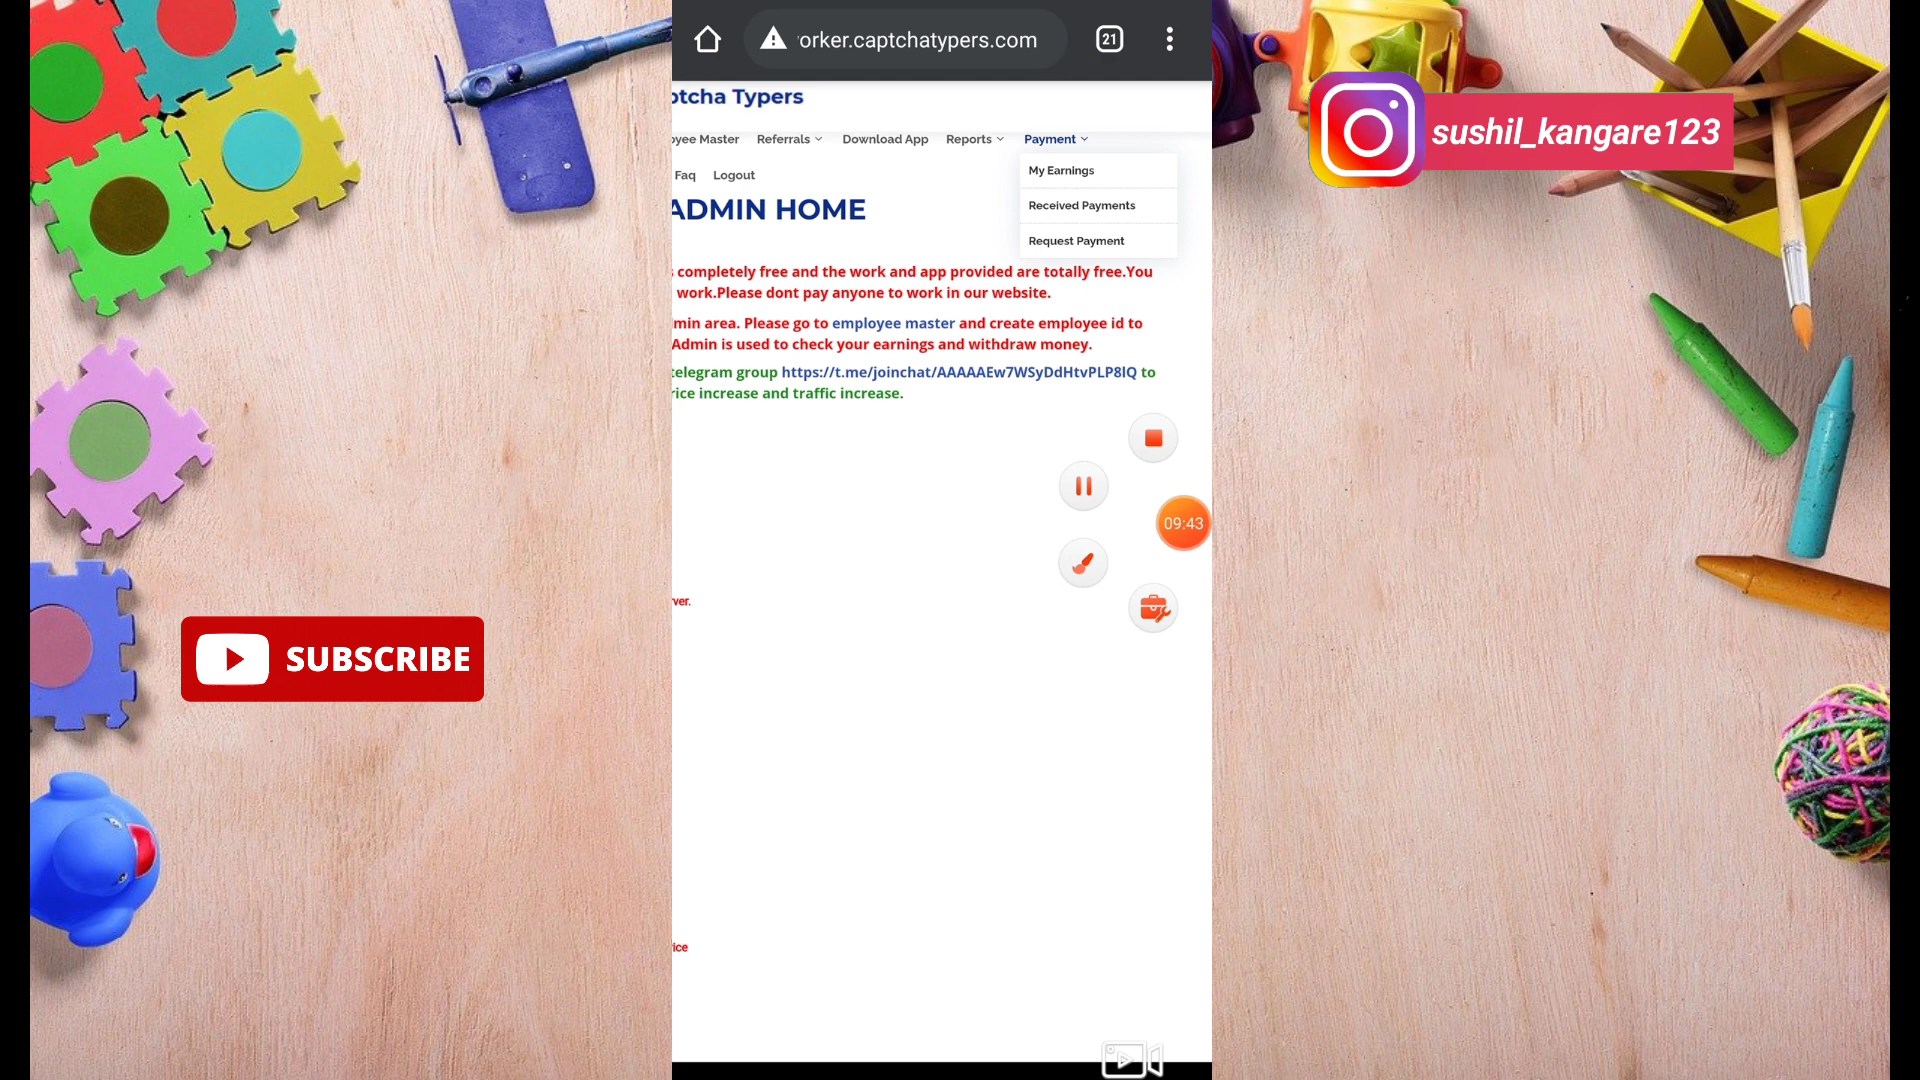 orker.captchatypers.com
21
ptcha Typers
yee Master Referrals Download App Reports Payment
My Earnings
Faq Logout
Received Payments
ADMIN HOME
Request Payment
completely free and the work and app provided are totally free.You
work.Please dont pay anyone to work in our website.
min area. Please go to employee master and create employee id to
Admin is used to check your earnings and withdraw money.
telegram group https://t.me/joinchat/AAAAAEw7WSyDdHtvPLP8lQ to
rice increase and traffic increase.
09:43
ver.
ice
SUBSCRIBE
sushil_kangare123